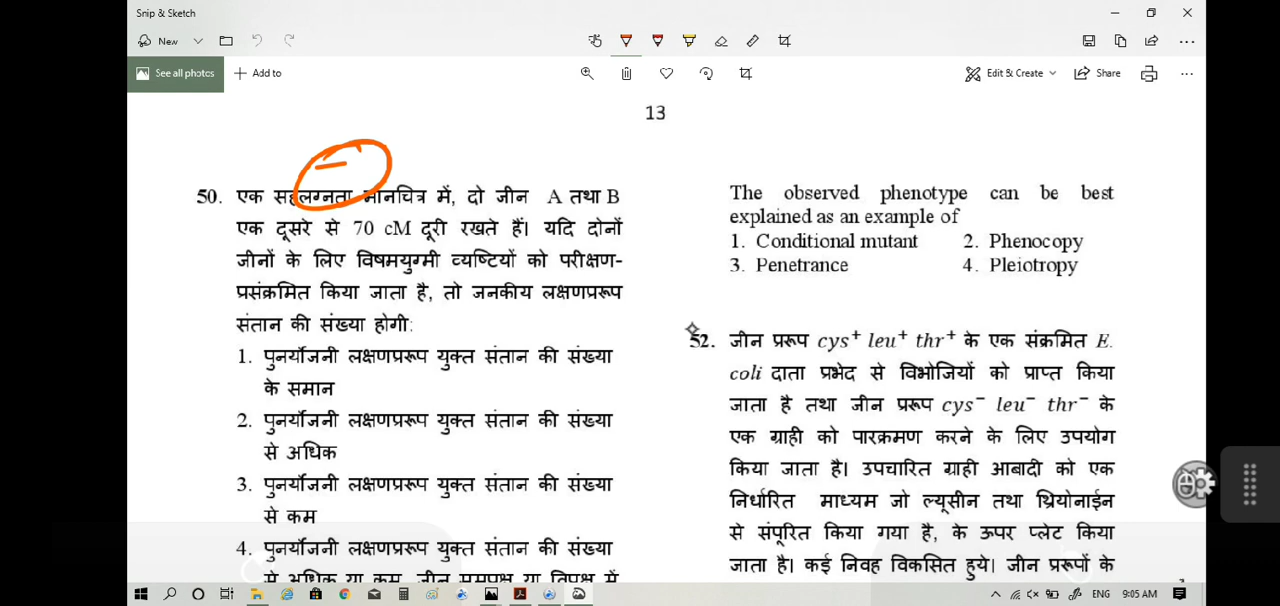 Snip & Sketch
New
See all photos
Add to
Edit & Create
Share
13
50. एक सहलग्नता मानचित्र में, दो जीन A तथा B
एक दूसरे से 70 cM दूरी रखते हैं। यदि दोनों
जीनों के लिए विषमयुग्मी व्यष्टियों को परीक्षण-
प्रसंक्रमित किया जाता है, तो जनकीय लक्षणप्ररूप
संतान की संख्या होगी:
1. पुनर्योजनी लक्षणप्ररूप युक्त संतान की संख्या
के समान
2. पुनर्योजनी लक्षणप्ररूप युक्त संतान की संख्या
से अधिक
3. पुनर्योजनी लक्षणप्ररूप युक्त संतान की संख्या
से कम
4. पुनर्योजनी लक्षणप्ररूप युक्त संतान की संख्या
से अधिक या कम, जीन समपक्ष या विपक्ष में
The observed phenotype can be best
explained as an example of
1. Conditional mutant 2. Phenocopy
3. Penetrance 4. Pleiotropy
52. जीन प्ररूप cys⁺ leu⁺ thr⁺ के एक संक्रमित E.
coli दाता प्रभेद से विभोजियों को प्राप्त किया
जाता है तथा जीन प्ररूप cys⁻ leu⁻ thr⁻ के
एक ग्राही को पारक्रमण करने के लिए उपयोग
किया जाता है। उपचारित ग्राही आबादी को एक
निर्धारित माध्यम जो ल्यूसीन तथा थ्रियोनाईन
से संपूरित किया गया है, के ऊपर प्लेट किया
जाता है। कई निवह विकसित हुये। जीन प्ररूपों के
ENG 9:05 AM